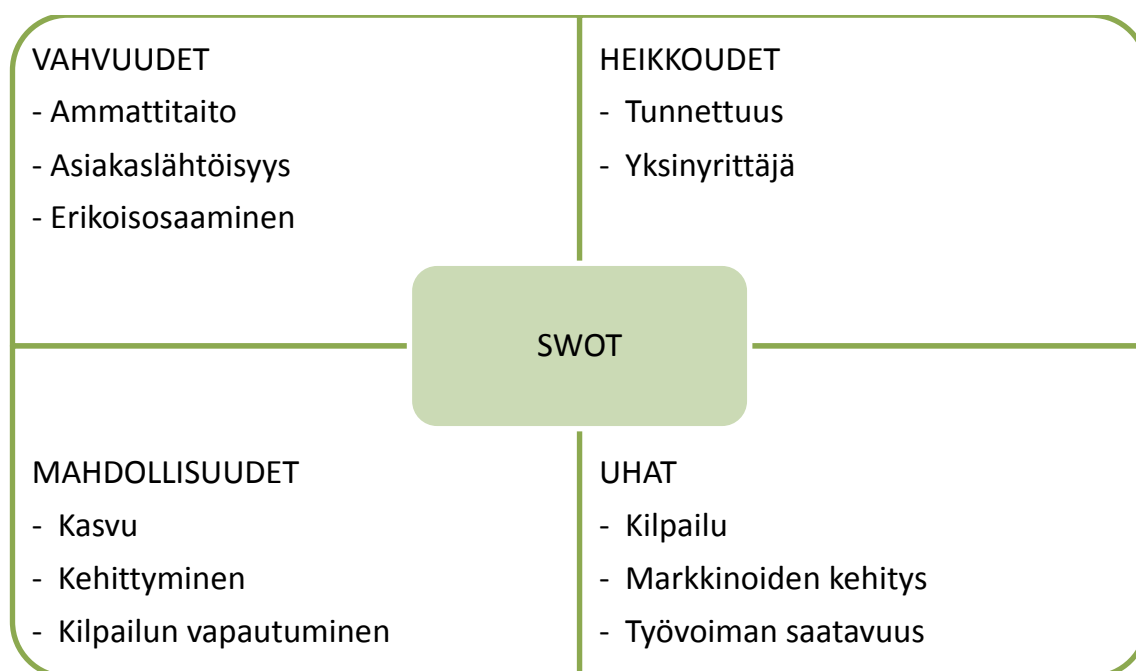 VAHVUUDET
- Ammattitaito
- Asiakaslähtöisyys
- Erikoisosaaminen
HEIKKOUDET
- Tunnettuus
- Yksinyrittäjä
SWOT
MAHDOLLISUUDET
- Kasvu
- Kehittyminen
- Kilpailun vapautuminen
UHAT
- Kilpailu
- Markkinoiden kehitys
- Työvoiman saatavuus